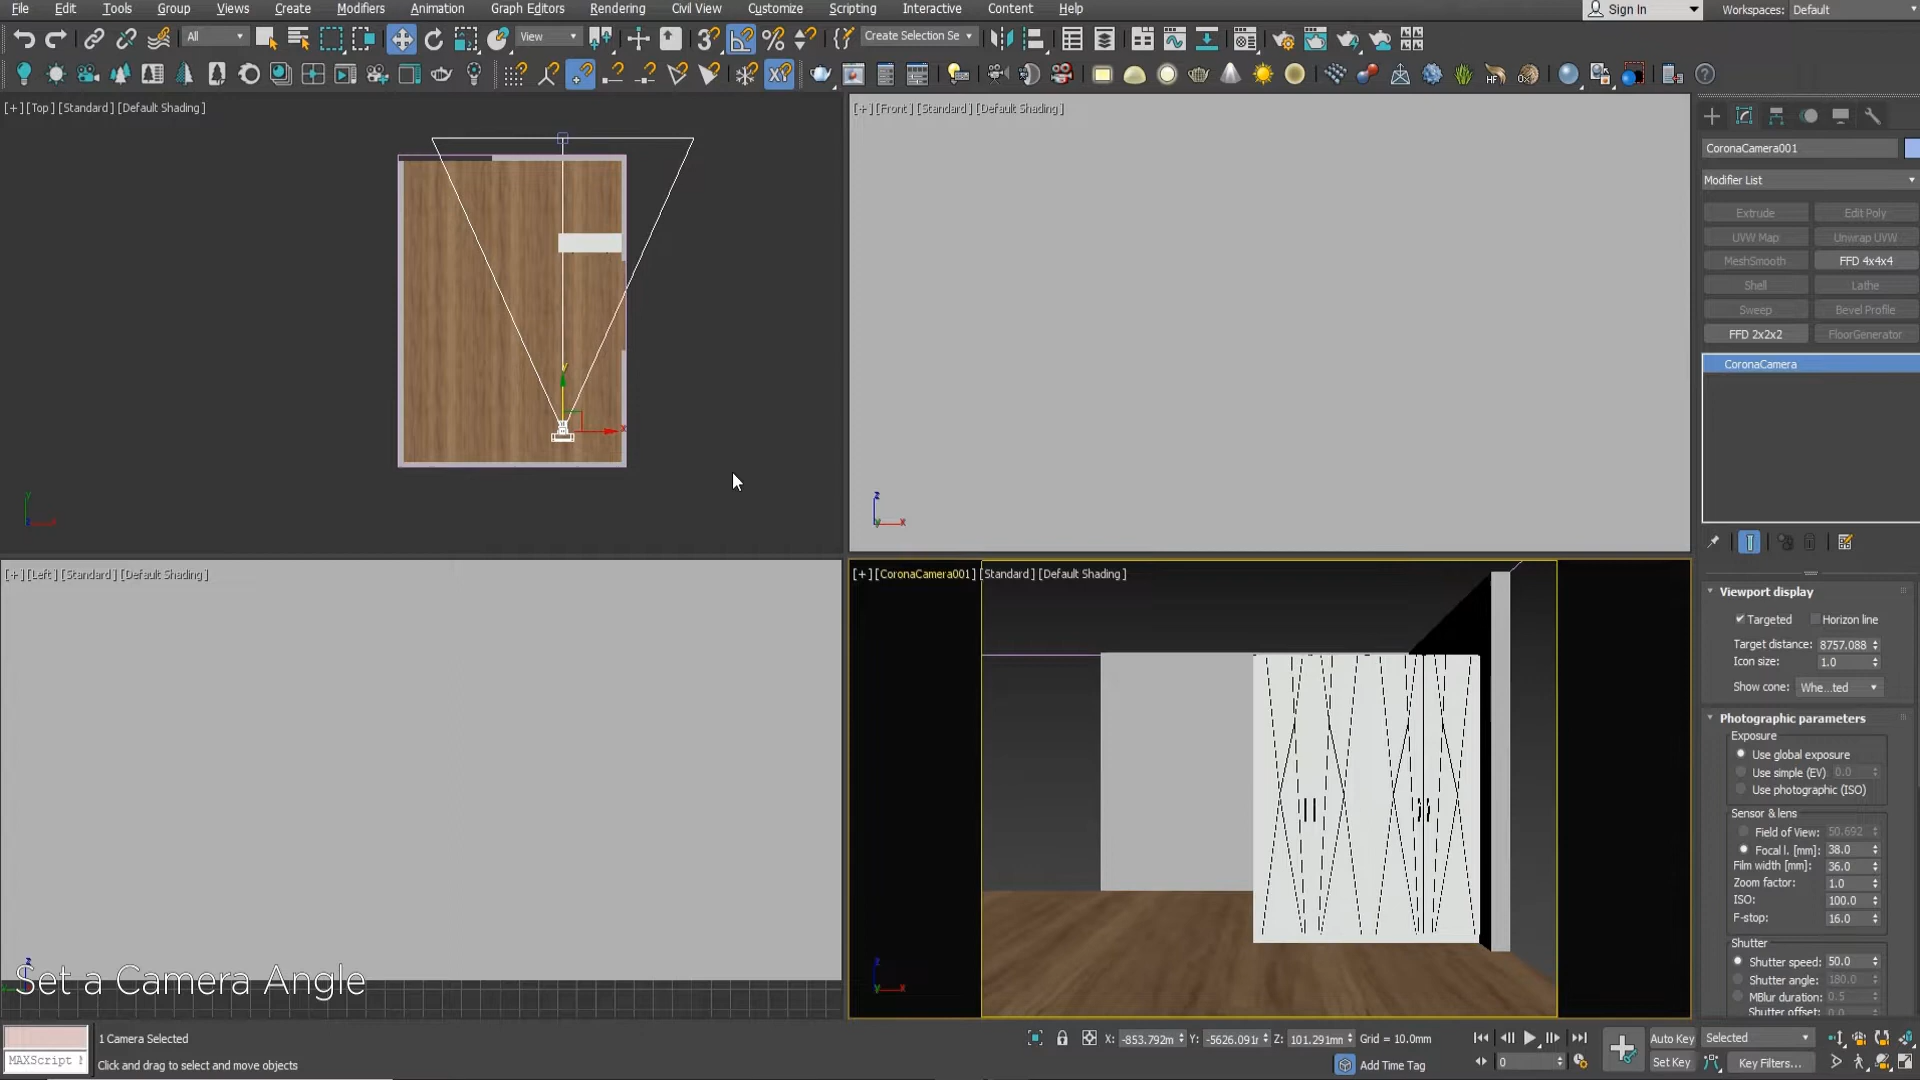 File Edit Tools Group Views Create Modifiers Animation Graph Editors Rendering Civil View Customize Scripting Interactive Content Help Sign In Workspaces: Default
All View Create Selection Se
[+] [Top] [Standard] [Default Shading]
[+] [Front] [Standard] [Default Shading]
CoronaCamera001
Modifier List
Extrude Edit Poly
UVW Map Unwrap UVW
MeshSmooth FFD 4x4x4
Shell Lathe
Sweep Bevel Profile
FFD 2x2x2 FloorGenerator
CoronaCamera
[+] [Left] [Standard] [Default Shading]
[+] [CoronaCamera001] [Standard] [Default Shading]
Viewport display
Targeted Horizon line
Target distance: 8757.088
Icon size: 1.0
Show cone: Whe...ted
Photographic parameters
Exposure
Use global exposure
Use simple (EV) 0.0
Use photographic (ISO)
Sensor & lens
Field of View: 50.692
Focal l. [mm]: 38.0
Film width [mm]: 36.0
Zoom factor: 1.0
ISO: 100.0
F-stop: 16.0
Shutter
Shutter speed: 50.0
Shutter angle: 180.0
MBlur duration: 0.5
Shutter offset: 0.0
Set a Camera Angle
1 Camera Selected
MAXScript M
Click and drag to select and move objects
X: -853.792m Y: -5626.091r Z: 101.291mm Grid = 10.0mm
Add Time Tag
0
Auto Key Selected
Set Key Key Filters...